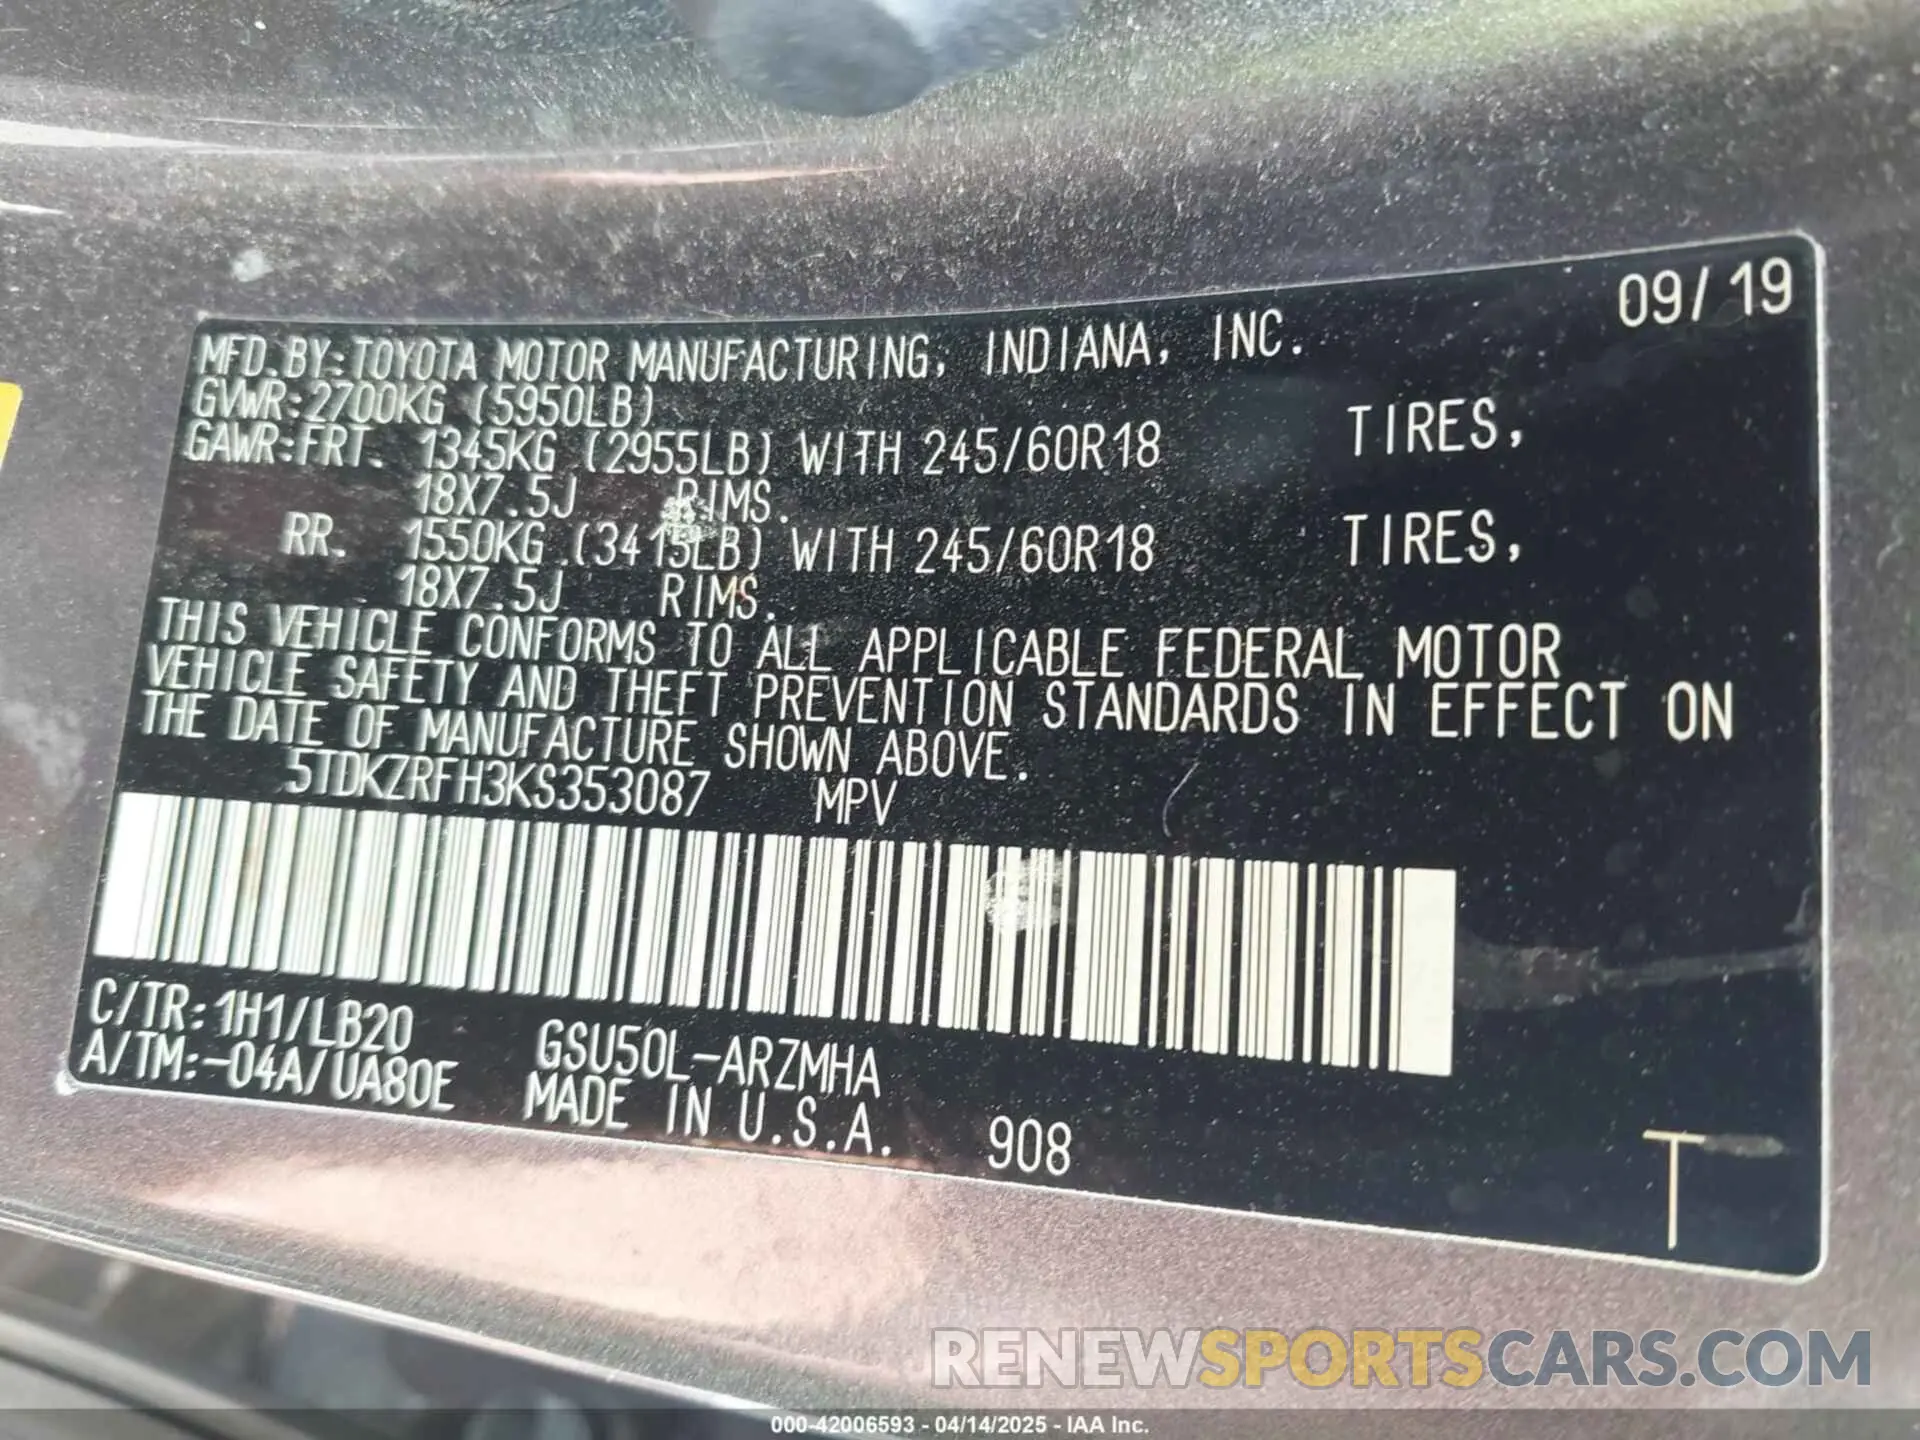 09/19
MFD.BY:TOYOTA MOTOR MANUFACTURING, INDIANA, INC.
GVWR:2700KG (5950LB)
GAWR:FRT. 1345KG (2955LB) WITH 245/60R18 TIRES,
18X7.5J RIMS.
RR. 1550KG (3415LB) WITH 245/60R18 TIRES,
18X7.5J RIMS.
THIS VEHICLE CONFORMS TO ALL APPLICABLE FEDERAL MOTOR
VEHICLE SAFETY AND THEFT PREVENTION STANDARDS IN EFFECT ON
THE DATE OF MANUFACTURE SHOWN ABOVE.
5TDKZRFH3KS353087 MPV
C/TR:1H1/LB20 GSU50L-ARZMHA
A/TM:-04A/UA80E MADE IN U.S.A. 908
T
RENEWSPORTSCARS.COM
000-42006593 - 04/14/2025 - IAA Inc.